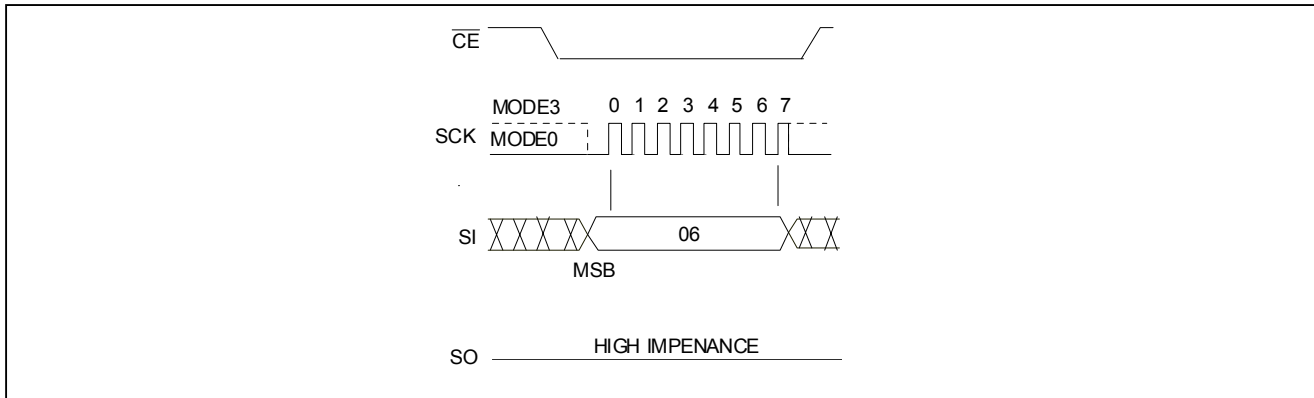 CE
MODE3 0 1 2 3 4 5 6 7
SCK MODE0
SI 06
MSB
SO HIGH IMPENANCE